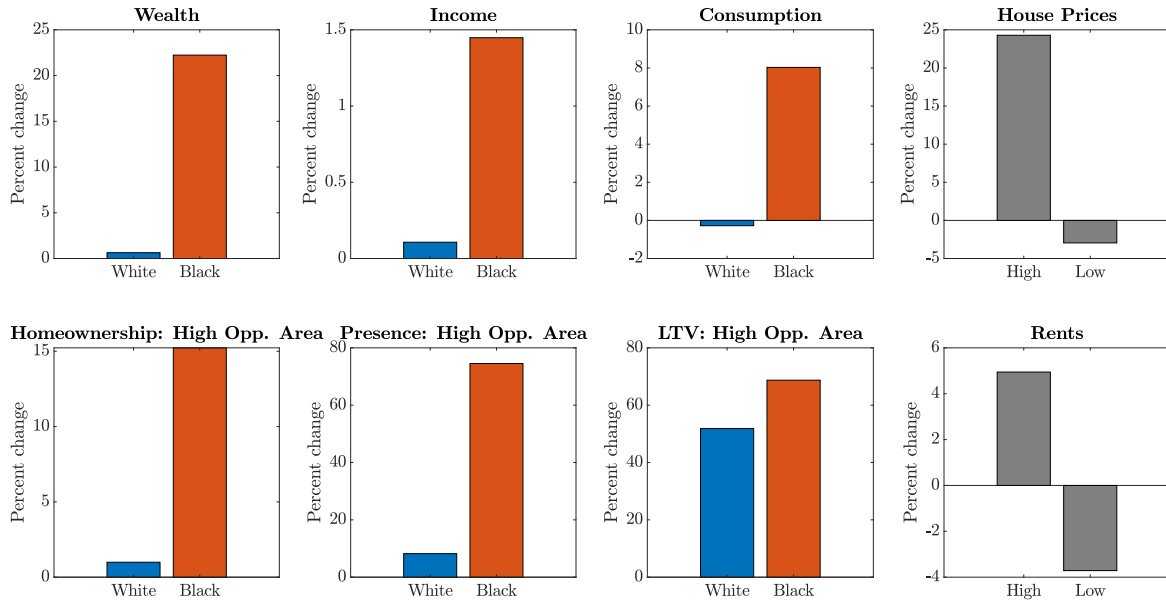 Wealth
Percent change
25
20
15
10
5
0
White Black
Income
Percent change
1.5
1
0.5
0
White Black
Consumption
Percent change
10
8
6
4
2
0
-2
White Black
House Prices
Percent change
25
20
15
10
5
0
-5
High Low
Homeownership: High Opp. Area
Percent change
15
10
5
0
White Black
Presence: High Opp. Area
Percent change
80
60
40
20
0
White Black
LTV: High Opp. Area
Percent change
80
60
40
20
0
White Black
Rents
Percent change
6
4
2
0
-2
-4
High Low